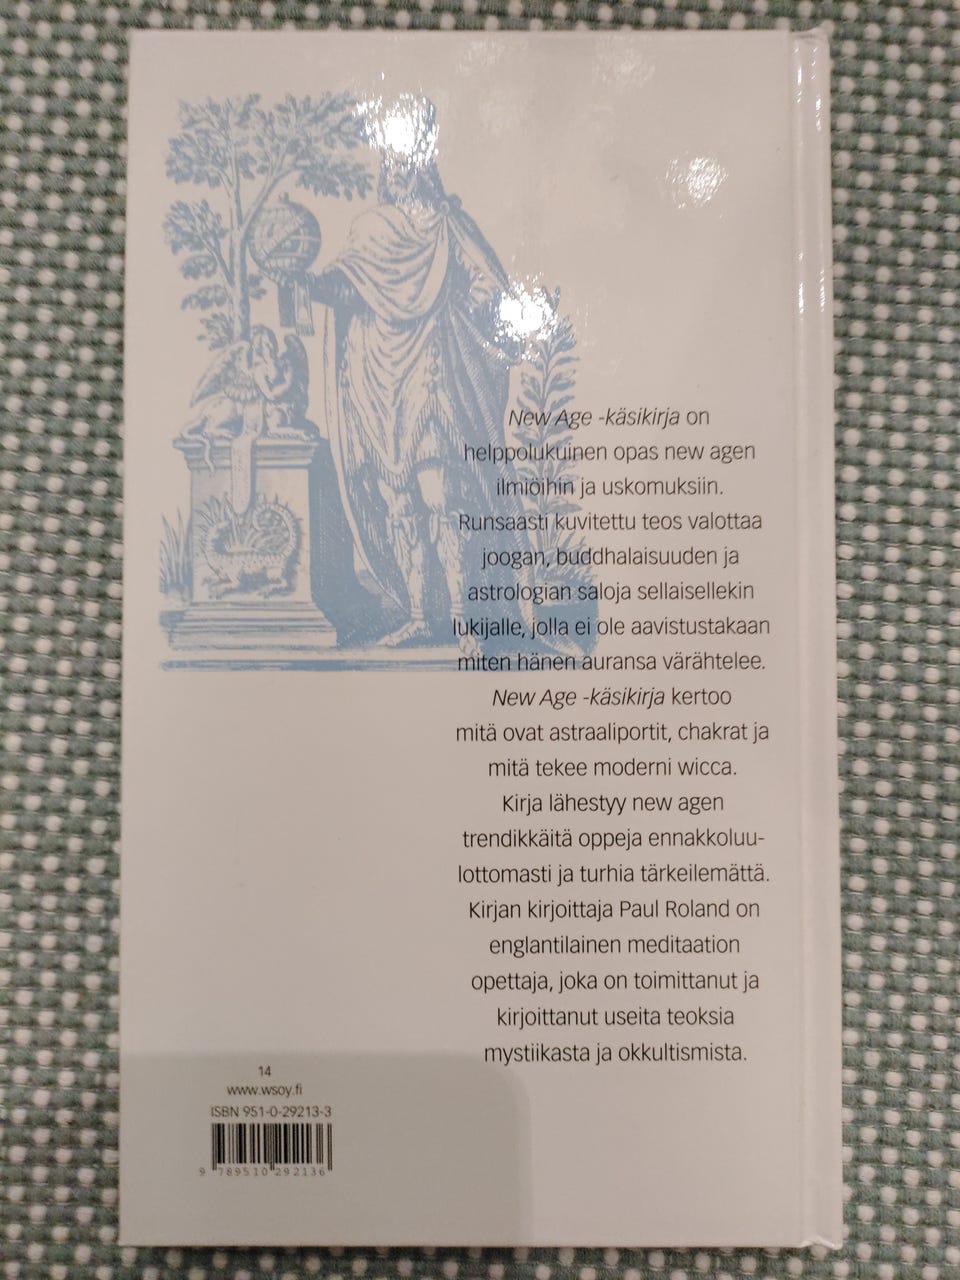 New Age -käsikirja on
helppolukuinen opas new agen
ilmiöihin ja uskomuksiin.
Runsaasti kuvitettu teos valottaa
joogan, buddhalaisuuden ja
astrologian saloja sellaisellekin
lukijalle, jolla ei ole aavistustakaan
miten hänen auransa värähtelee.
New Age -käsikirja kertoo
mitä ovat astraaliportit, chakrat ja
mitä tekee moderni wicca.
Kirja lähestyy new agen
trendikkäitä oppeja ennakkoluu-
lottomasti ja turhia tärkeilemättä.
Kirjan kirjoittaja Paul Roland on
englantilainen meditaation
opettaja, joka on toimittanut ja
kirjoittanut useita teoksia
mystiikasta ja okkultismista.
14
www.wsoy.fi
ISBN 951-0-29213-3
9 789510 292136